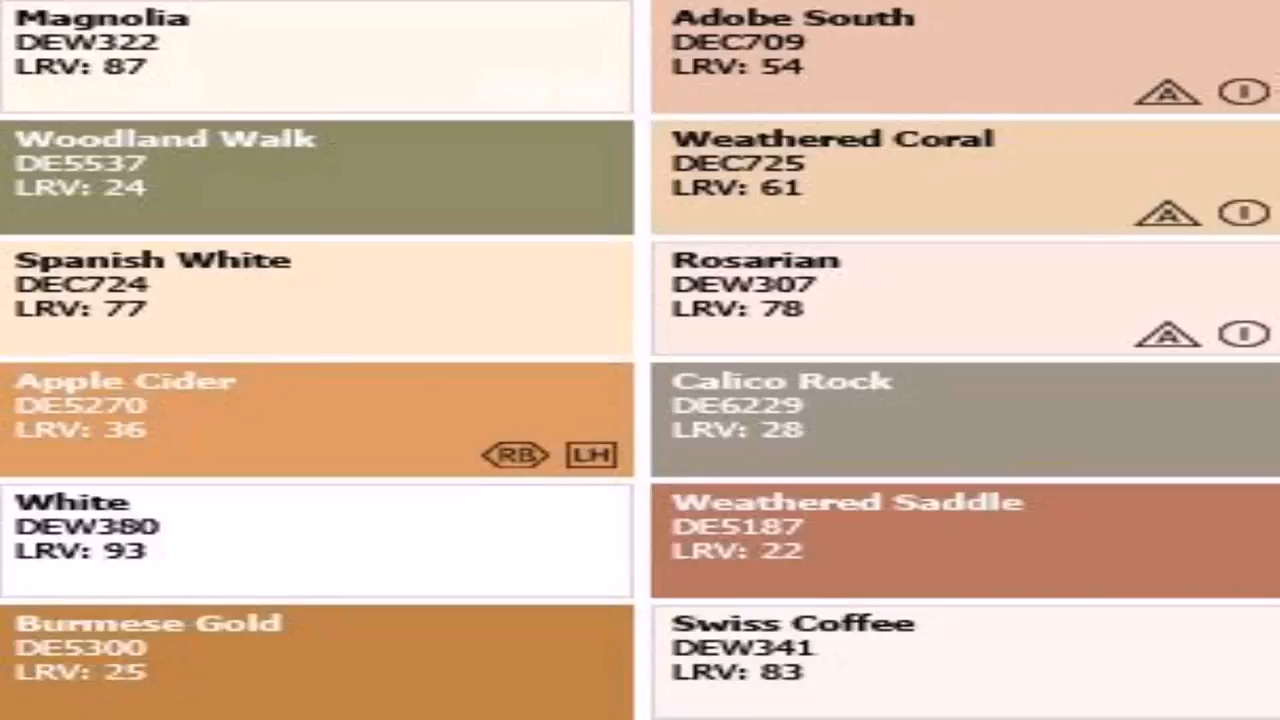 Magnolia
DEW322
LRV: 87
Adobe South
DEC709
LRV: 54
A I
Woodland Walk
DE5537
LRV: 24
Weathered Coral
DEC725
LRV: 61
A I
Spanish White
DEC724
LRV: 77
Rosarian
DEW307
LRV: 78
A I
Apple Cider
DE5270
LRV: 36
RB LH
Calico Rock
DE6229
LRV: 28
White
DEW380
LRV: 93
Weathered Saddle
DE5187
LRV: 22
Burmese Gold
DE5300
LRV: 25
Swiss Coffee
DEW341
LRV: 83